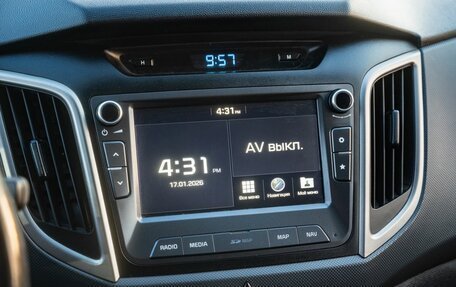 H 9:57 M
4:31 PM
4:31 PM
17.01.2026
AV ВЫКЛ.
Все меню Навигация Моё меню
RADIO MEDIA MAP NAV